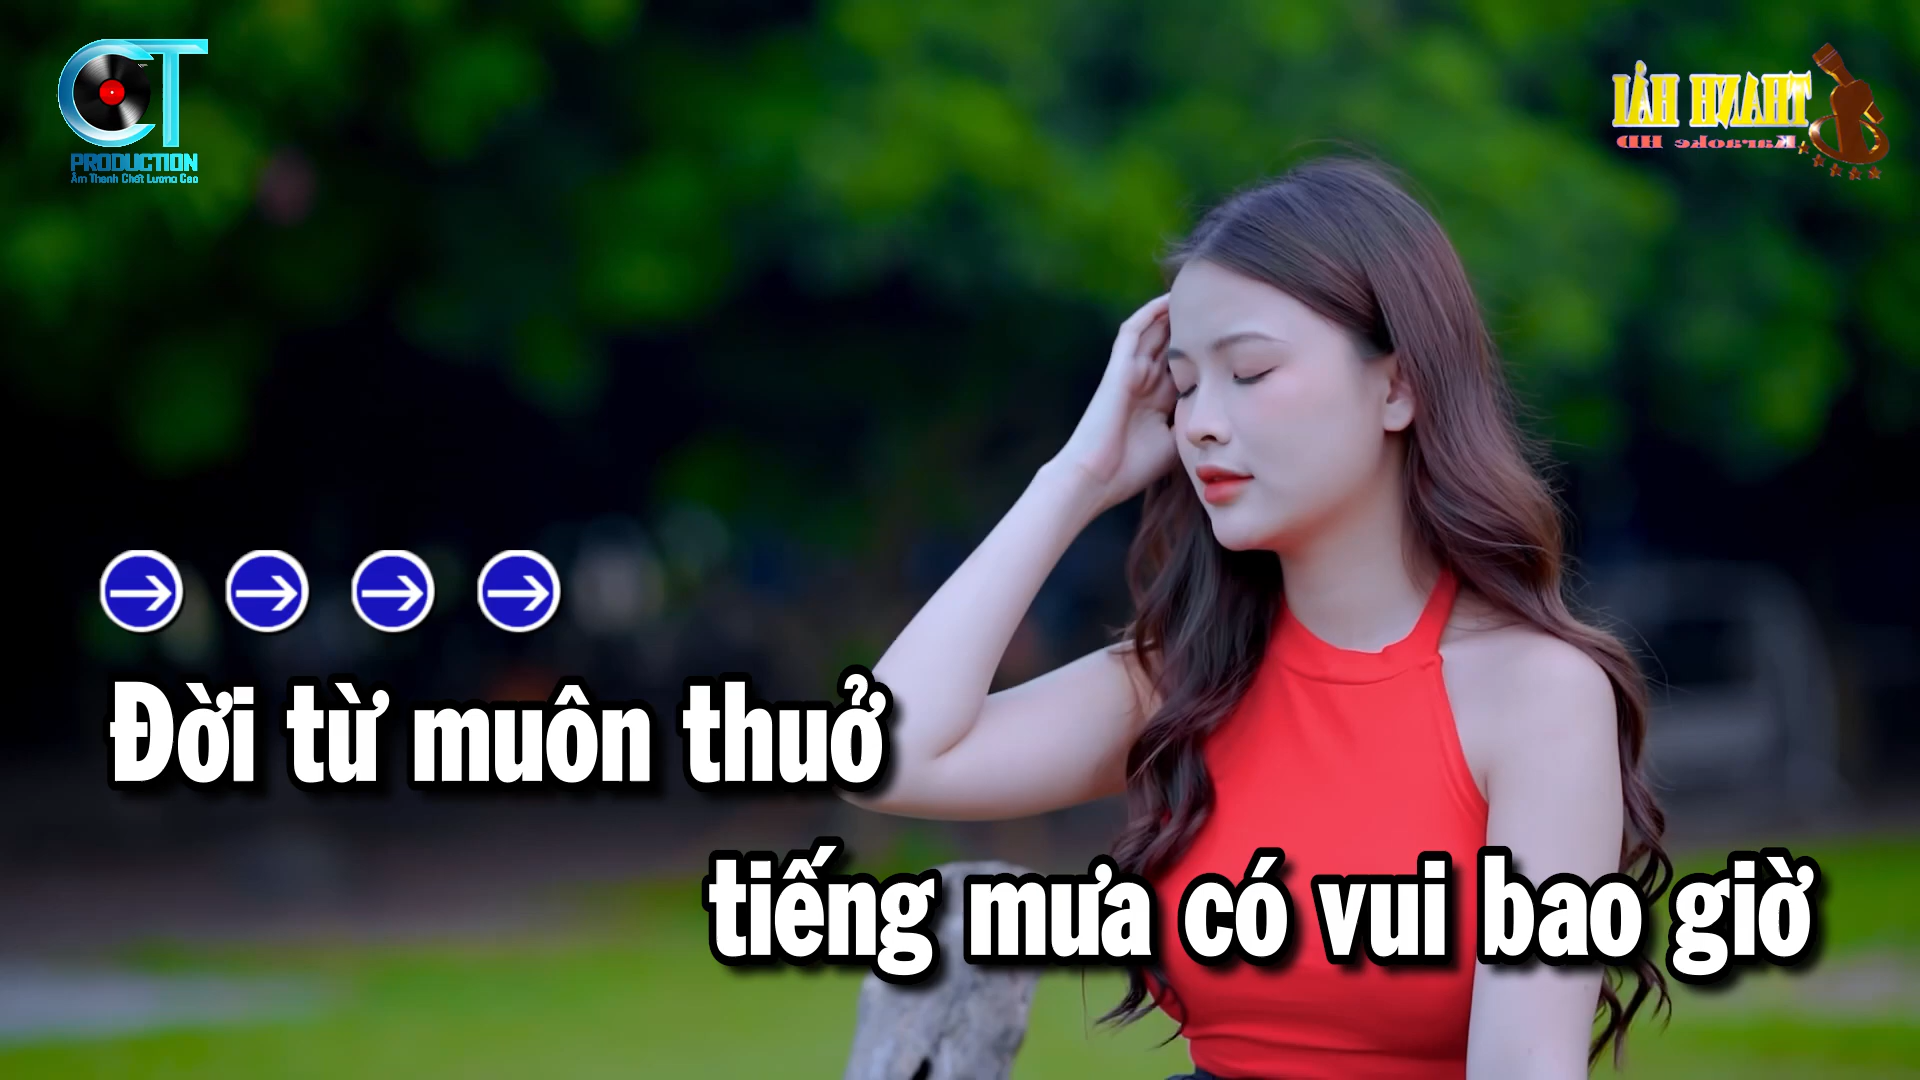 CT
PRODUCTION
Âm Thanh Chất Lượng Cao
THANH HẢI
Karaoke HD
Đời từ muôn thuở
tiếng mưa có vui bao giờ